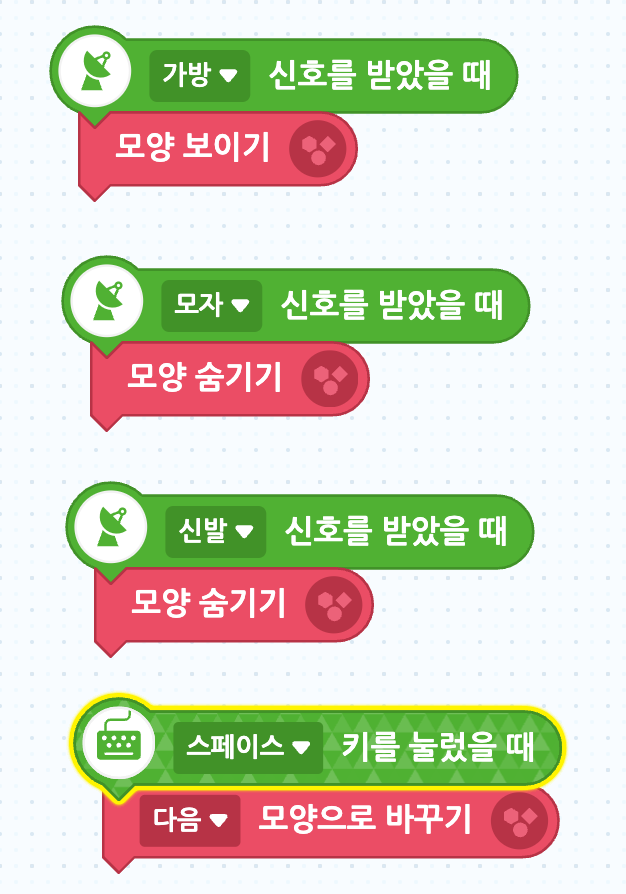 가방 신호를 받았을 때
모양 보이기
모자 신호를 받았을 때
모양 숨기기
신발 신호를 받았을 때
모양 숨기기
스페이스 키를 눌렀을 때
다음 모양으로 바꾸기